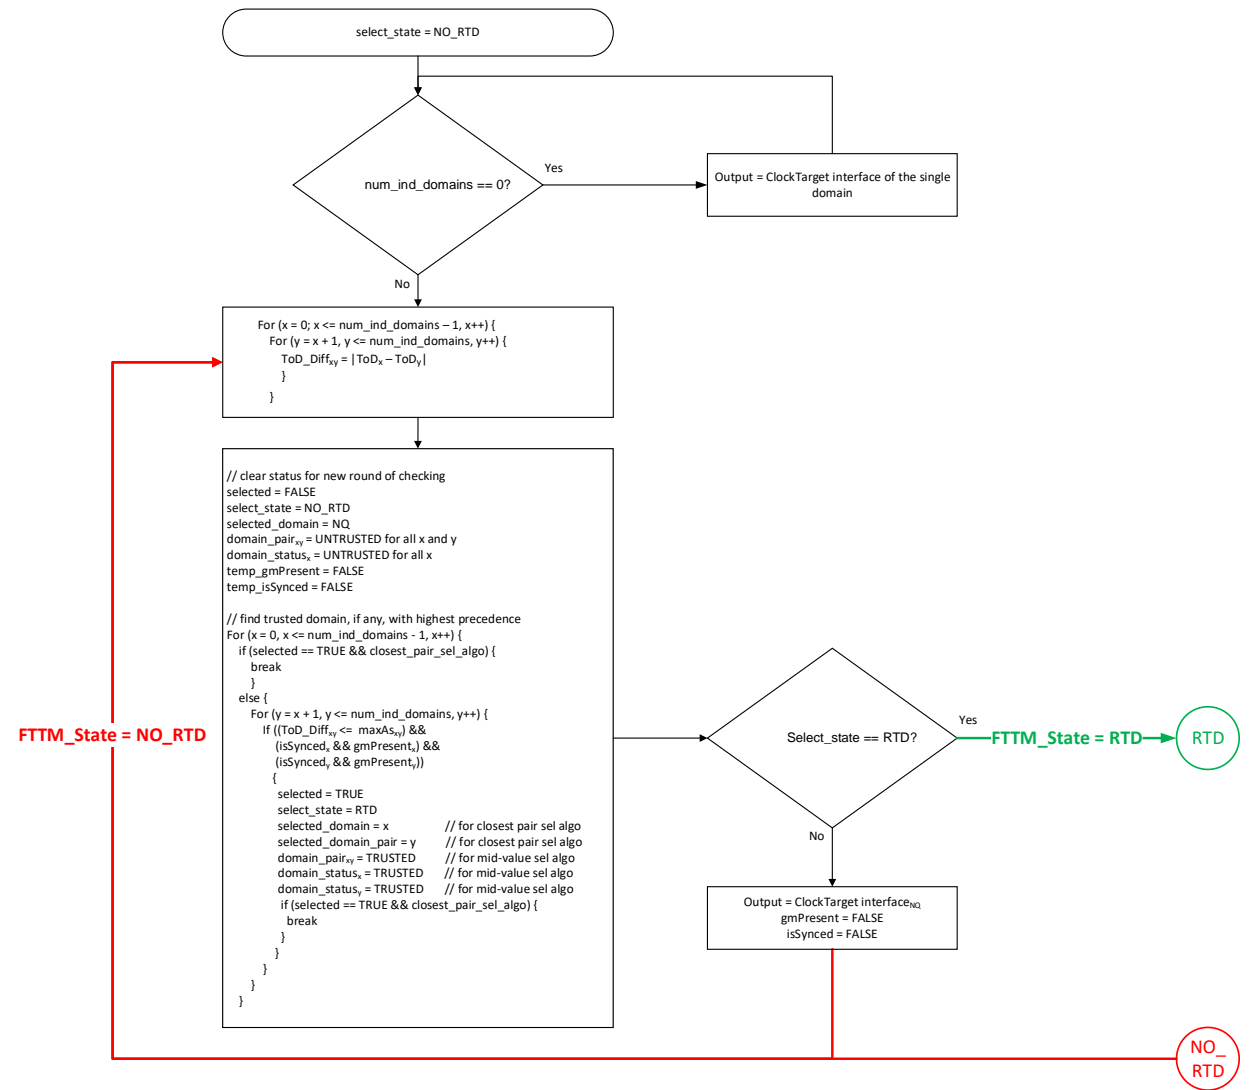 select_state = NO_RTD
num_ind_domains == 0?
Yes
Output = ClockTarget interface of the single
domain
No
For (x = 0; x <= num_ind_domains – 1, x++) {
For (y = x + 1, y <= num_ind_domains, y++) {
ToD_Diffxy = |ToDx – ToDy|
}
}
// clear status for new round of checking
selected = FALSE
select_state = NO_RTD
selected_domain = NQ
domain_pairxy = UNTRUSTED for all x and y
domain_statusx = UNTRUSTED for all x
temp_gmPresent = FALSE
temp_isSynced = FALSE
// find trusted domain, if any, with highest precedence
For (x = 0, x <= num_ind_domains - 1, x++) {
if (selected == TRUE && closest_pair_sel_algo) {
break
}
else {
For (y = x + 1, y <= num_ind_domains, y++) {
If ((ToD_Diffxy <= maxAsxy) &&
(isSyncedx && gmPresentx) &&
(isSyncedy && gmPresenty))
{
selected = TRUE
select_state = RTD
selected_domain = x // for closest pair sel algo
selected_domain_pair = y // for closest pair sel algo
domain_pairxy = TRUSTED // for mid-value sel algo
domain_statusx = TRUSTED // for mid-value sel algo
domain_statusy = TRUSTED // for mid-value sel algo
if (selected == TRUE && closest_pair_sel_algo) {
break
}
}
}
}
}
FTTM_State = NO_RTD
Select_state == RTD?
Yes
FTTM_State = RTD
RTD
No
Output = ClockTarget interfaceNQ
gmPresent = FALSE
isSynced = FALSE
NO_
RTD